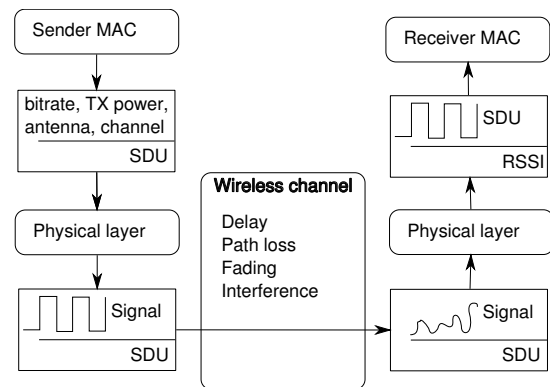 Sender MAC
bitrate, TX power,
antenna, channel
SDU
Physical layer
Signal
SDU
Wireless channel
Delay
Path loss
Fading
Interference
Receiver MAC
SDU
RSSI
Physical layer
Signal
SDU